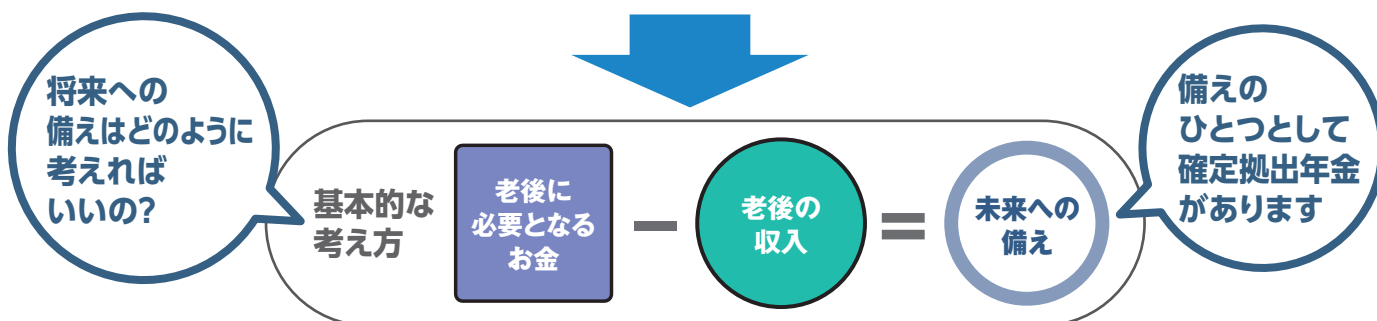 将来への
備えはどのように
考えれば
いいの?
基本的な
考え方
老後に
必要となる
お金
−
老後の
収入
=
未来への
備え
備えの
ひとつとして
確定拠出年金
があります